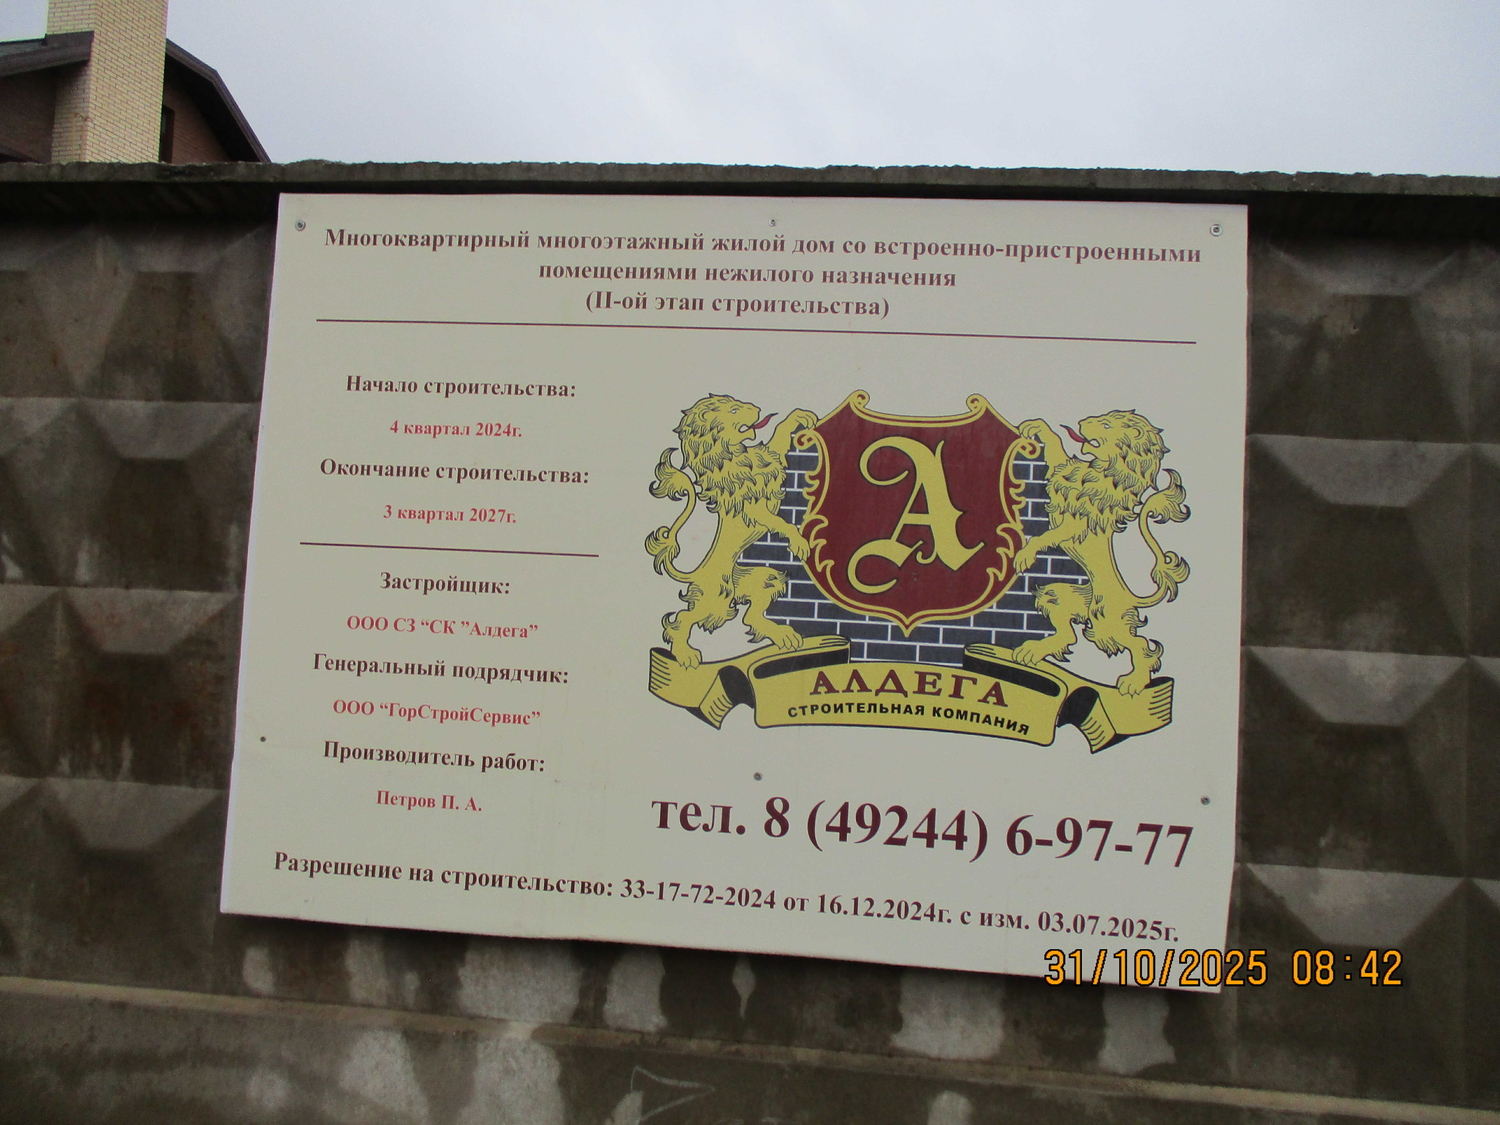 Многоквартирный многоэтажный жилой дом со встроенно-пристроенными
помещениями нежилого назначения
(II-ой этап строительства)
Начало строительства:
4 квартал 2024г.
Окончание строительства:
3 квартал 2027г.
Застройщик:
ООО СЗ “СК ”Алдега”
Генеральный подрядчик:
ООО “ГорСтройСервис”
Производитель работ:
Петров П. А.
А
АЛДЕГА
СТРОИТЕЛЬНАЯ КОМПАНИЯ
тел. 8 (49244) 6-97-77
Разрешение на строительство: 33-17-72-2024 от 16.12.2024г. с изм. 03.07.2025г.
31/10/2025 08:42